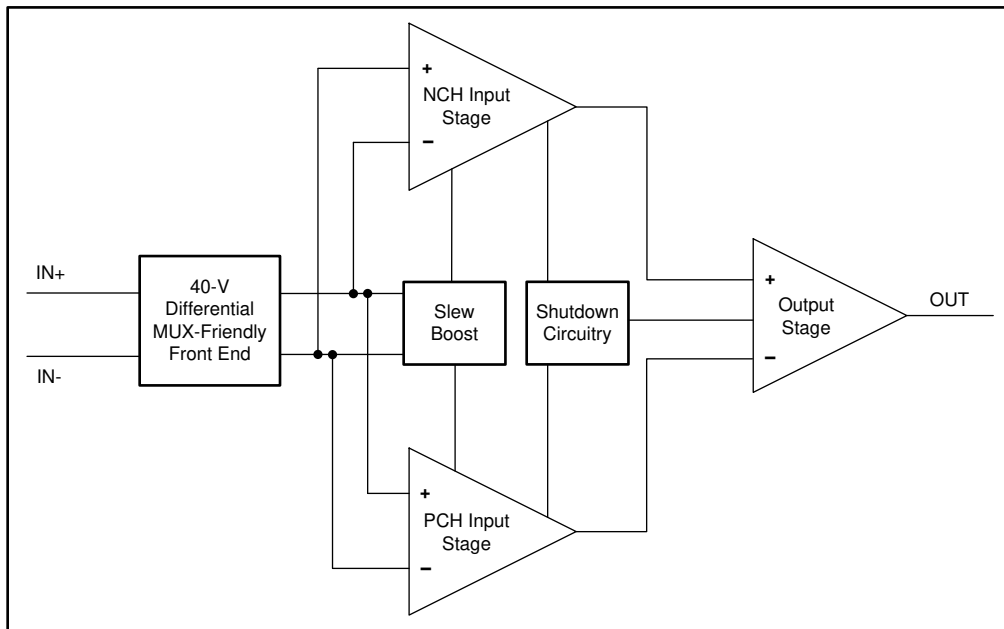 +
NCH Input
Stage
−
IN+
40-V
Differential
MUX-Friendly
Front End
IN-
Slew
Boost
Shutdown
Circuitry
+
Output
Stage
−
OUT
+
PCH Input
Stage
−